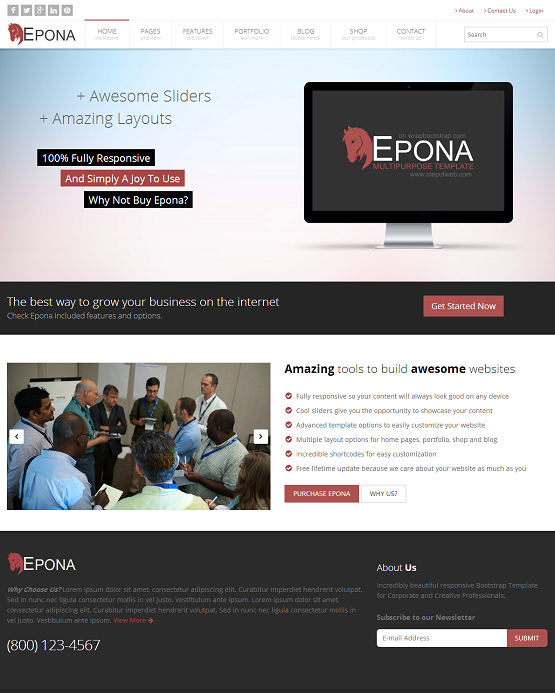 About
Contact Us
Login
EPONA
HOME
welcome
PAGES
preview
FEATURES
discover
PORTFOLIO
our work
BLOG
latest news
SHOP
our products
CONTACT
write us
Search
+ Awesome Sliders
+ Amazing Layouts
100% Fully Responsive
And Simply A Joy To Use
Why Not Buy Epona?
on wrapbootstrap.com
EPONA
MULTIPURPOSE TEMPLATE
www.stepofweb.com
The best way to grow your business on the internet
Check Epona included features and options.
Get Started Now
Amazing tools to build awesome websites
Fully responsive so your content will always look good on any device
Cool sliders give you the opportunity to showcase your content
Advanced template options to easily customize your website
Multiple layout options for home pages, portfolio, shop and blog
Incredible shortcodes for easy customization
Free lifetime update because we care about your website as much as you
PURCHASE EPONA
WHY US?
EPONA
Why Choose Us? Lorem ipsum dolor sit amet, consectetur adipiscing elit. Curabitur imperdiet hendrerit volutpat.
Sed in nunc nec ligula consectetur mollis in vel justo. Vestibulum ante ipsum. Lorem ipsum dolor sit amet,
consectetur adipiscing elit. Curabitur imperdiet hendrerit volutpat. Sed in nunc nec ligula consectetur mollis in
vel justo. Vestibulum ante ipsum. View More
(800) 123-4567
About Us
Incredibly beautiful responsive Bootstrap Template
for Corporate and Creative Professionals.
Subscribe to our Newsletter
E-mail Address
SUBMIT